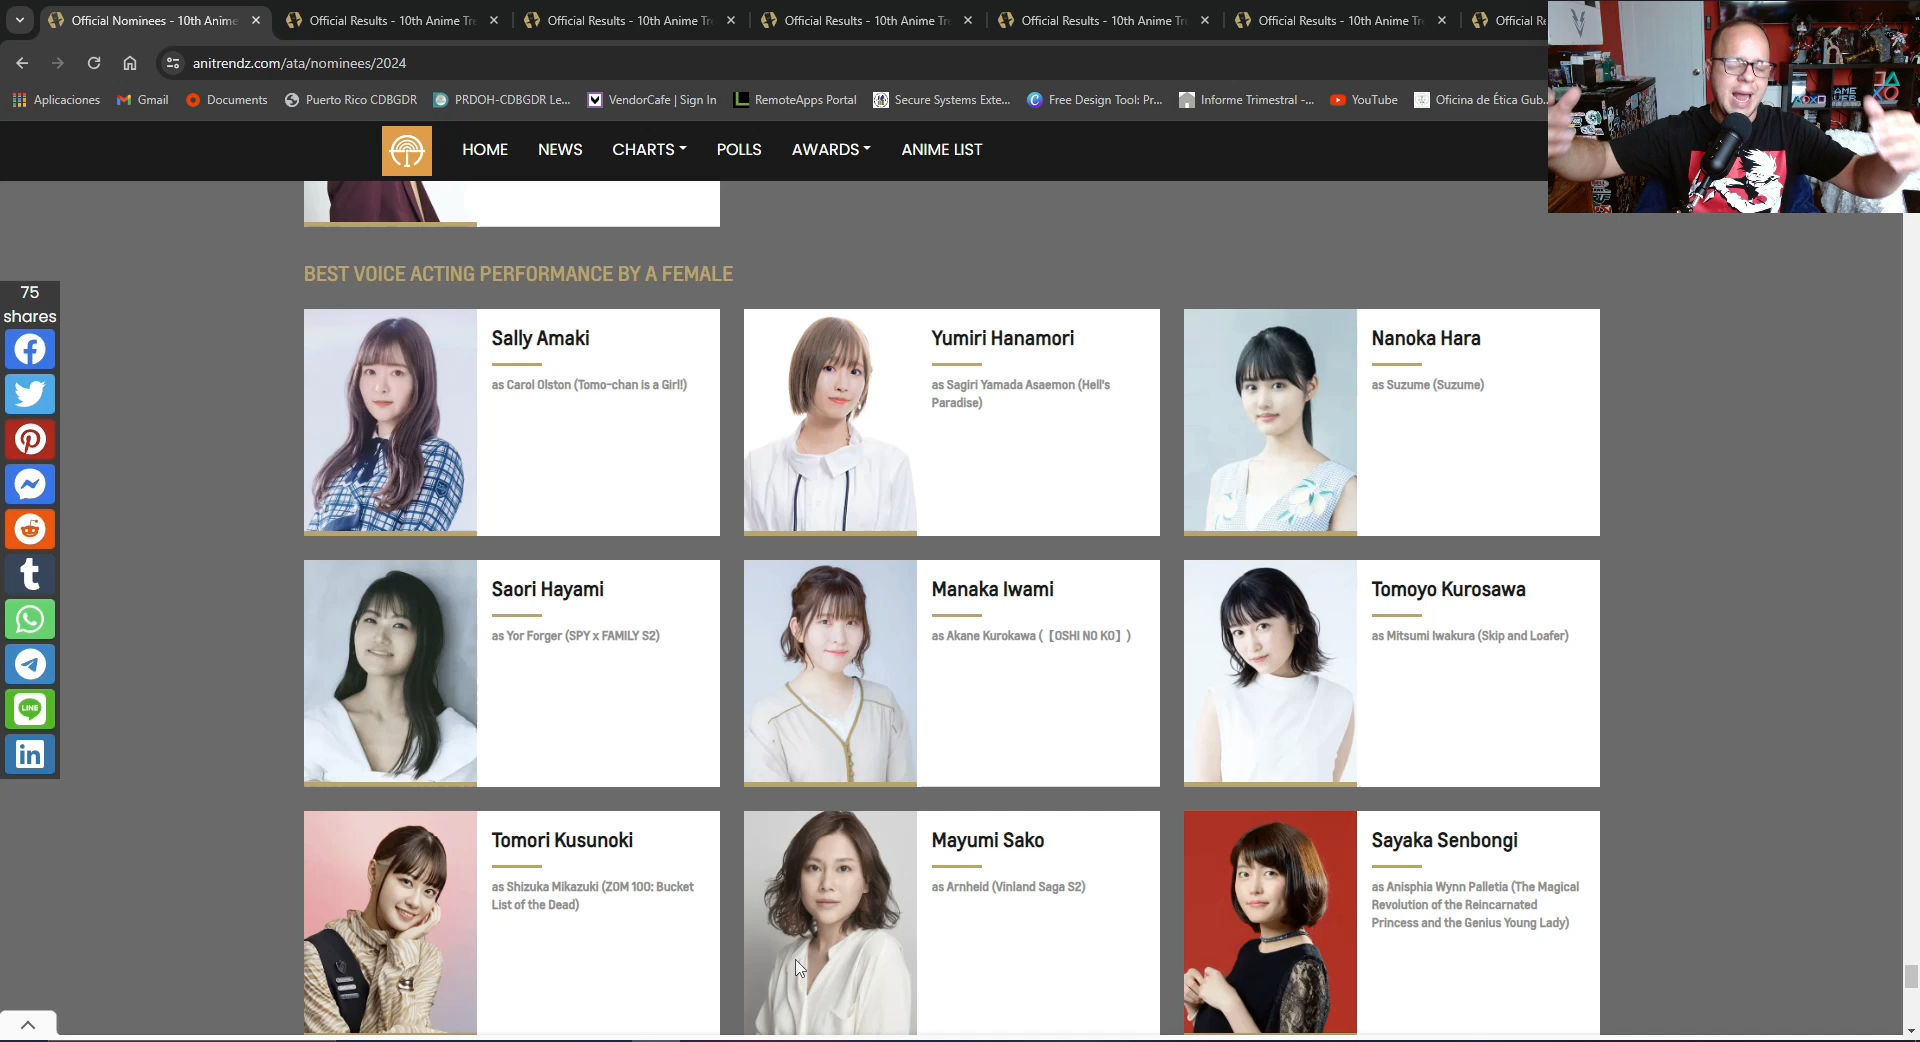 Official Nominees - 10th Anime
Official Results - 10th Anime Tr
Official Results - 10th Anime Tr
Official Results - 10th Anime Tr
Official Results - 10th Anime Tr
Official Results - 10th Anime Tr
Official Re
anitrendz.com/ata/nominees/2024
Aplicaciones
Gmail
Documents
Puerto Rico CDBGDR
PRDOH-CDBGDR Le...
VendorCafe | Sign In
RemoteApps Portal
Secure Systems Exte...
Free Design Tool: Pr...
Informe Trimestral -...
YouTube
Oficina de Ética Gub...
HOME
NEWS
CHARTS
POLLS
AWARDS
ANIME LIST
75
shares
LINE
BEST VOICE ACTING PERFORMANCE BY A FEMALE
Sally Amaki
as Carol Olston (Tomo-chan is a Girl!)
Yumiri Hanamori
as Sagiri Yamada Asaemon (Hell's
Paradise)
Nanoka Hara
as Suzume (Suzume)
Saori Hayami
as Yor Forger (SPY x FAMILY S2)
Manaka Iwami
as Akane Kurokawa (【OSHI NO KO】)
Tomoyo Kurosawa
as Mitsumi Iwakura (Skip and Loafer)
Tomori Kusunoki
as Shizuka Mikazuki (ZOM 100: Bucket
List of the Dead)
Mayumi Sako
as Arnheid (Vinland Saga S2)
Sayaka Senbongi
as Anisphia Wynn Palletia (The Magical
Revolution of the Reincarnated
Princess and the Genius Young Lady)